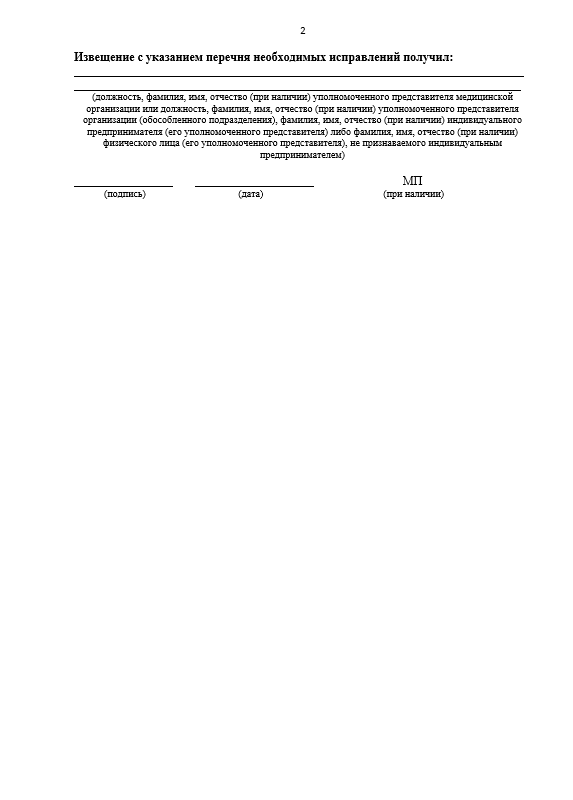 2
Извещение с указанием перечня необходимых исправлений получил:
(должность, фамилия, имя, отчество (при наличии) уполномоченного представителя медицинской
организации или должность, фамилия, имя, отчество (при наличии) уполномоченного представителя
организации (обособленного подразделения), фамилия, имя, отчество (при наличии) индивидуального
предпринимателя (его уполномоченного представителя) либо фамилия, имя, отчество (при наличии)
физического лица (его уполномоченного представителя), не признаваемого индивидуальным
предпринимателем)
МП
(подпись) (дата) (при наличии)